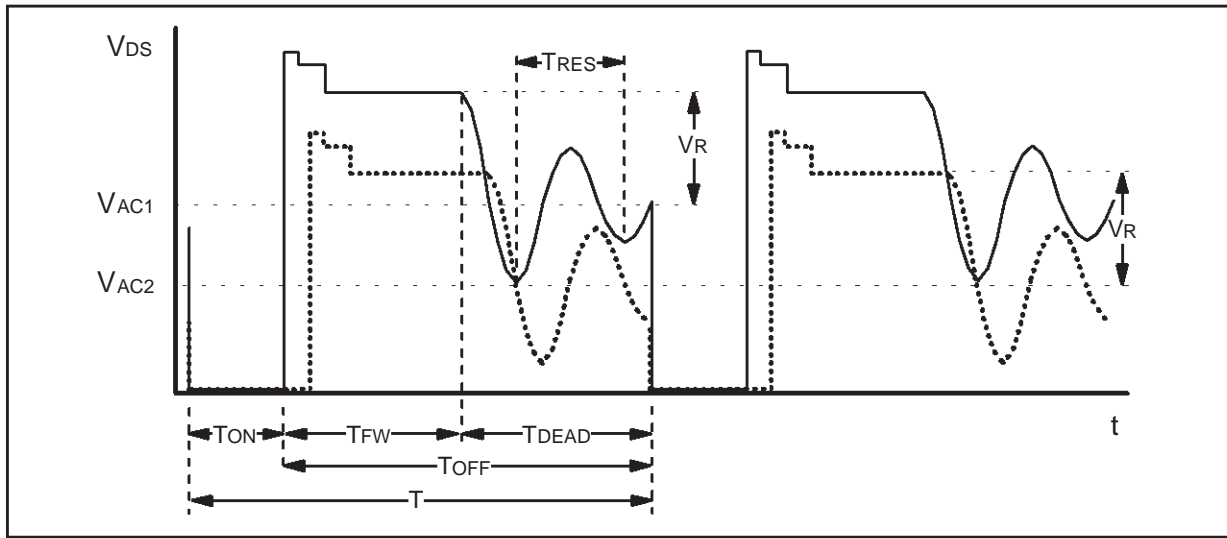 VDS
TRES
VR
VAC1
VR
VAC2
TON
TFW
TDEAD
t
TOFF
T